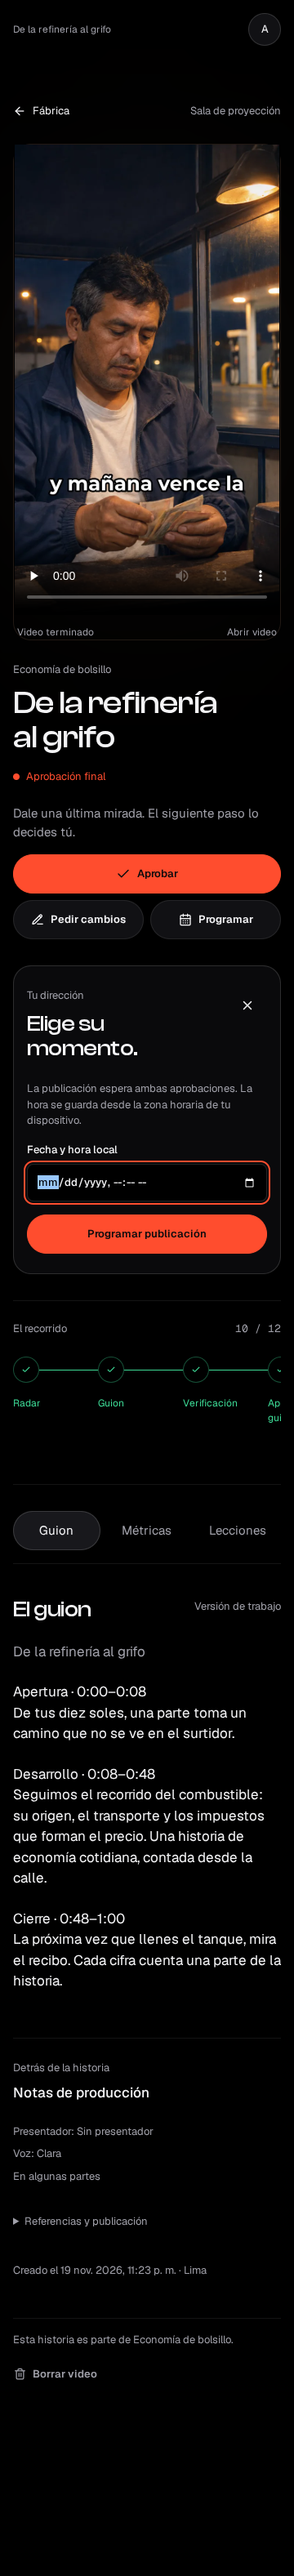 De la refinería al grifo
A
Fábrica
Sala de proyección
y mañana vence la
0:00
Video terminado
Abrir video
Economía de bolsillo
De la refinería
al grifo
Aprobación final
Dale una última mirada. El siguiente paso lo
decides tú.
Aprobar
Pedir cambios
Programar
Tu dirección
Elige su
momento.
La publicación espera ambas aprobaciones. La
hora se guarda desde la zona horaria de tu
dispositivo.
Fecha y hora local
mm/dd/yyyy, --:-- --
Programar publicación
El recorrido
10 / 12
Radar
Guion
Verificación
Ap
gui
Guion
Métricas
Lecciones
El guion
Versión de trabajo
De la refinería al grifo
Apertura · 0:00–0:08
De tus diez soles, una parte toma un
camino que no se ve en el surtidor.
Desarrollo · 0:08–0:48
Seguimos el recorrido del combustible:
su origen, el transporte y los impuestos
que forman el precio. Una historia de
economía cotidiana, contada desde la
calle.
Cierre · 0:48–1:00
La próxima vez que llenes el tanque, mira
el recibo. Cada cifra cuenta una parte de la
historia.
Detrás de la historia
Notas de producción
Presentador: Sin presentador
Voz: Clara
En algunas partes
Referencias y publicación
Creado el 19 nov. 2026, 11:23 p. m. · Lima
Esta historia es parte de Economía de bolsillo.
Borrar video